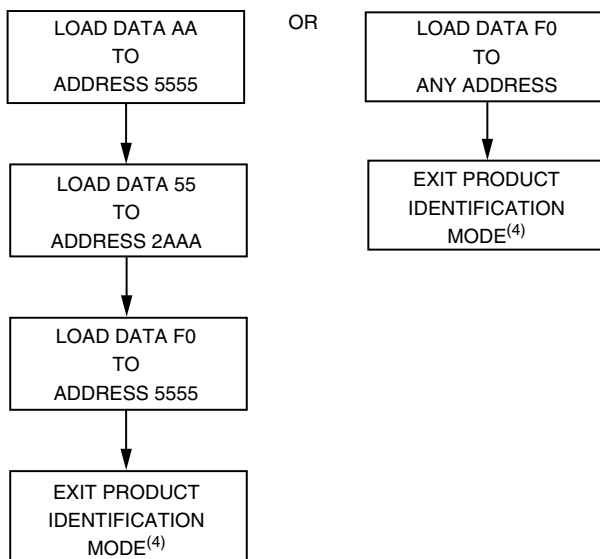 LOAD DATA AA
TO
ADDRESS 5555
LOAD DATA 55
TO
ADDRESS 2AAA
LOAD DATA F0
TO
ADDRESS 5555
EXIT PRODUCT
IDENTIFICATION
MODE(4)
OR
LOAD DATA F0
TO
ANY ADDRESS
EXIT PRODUCT
IDENTIFICATION
MODE(4)